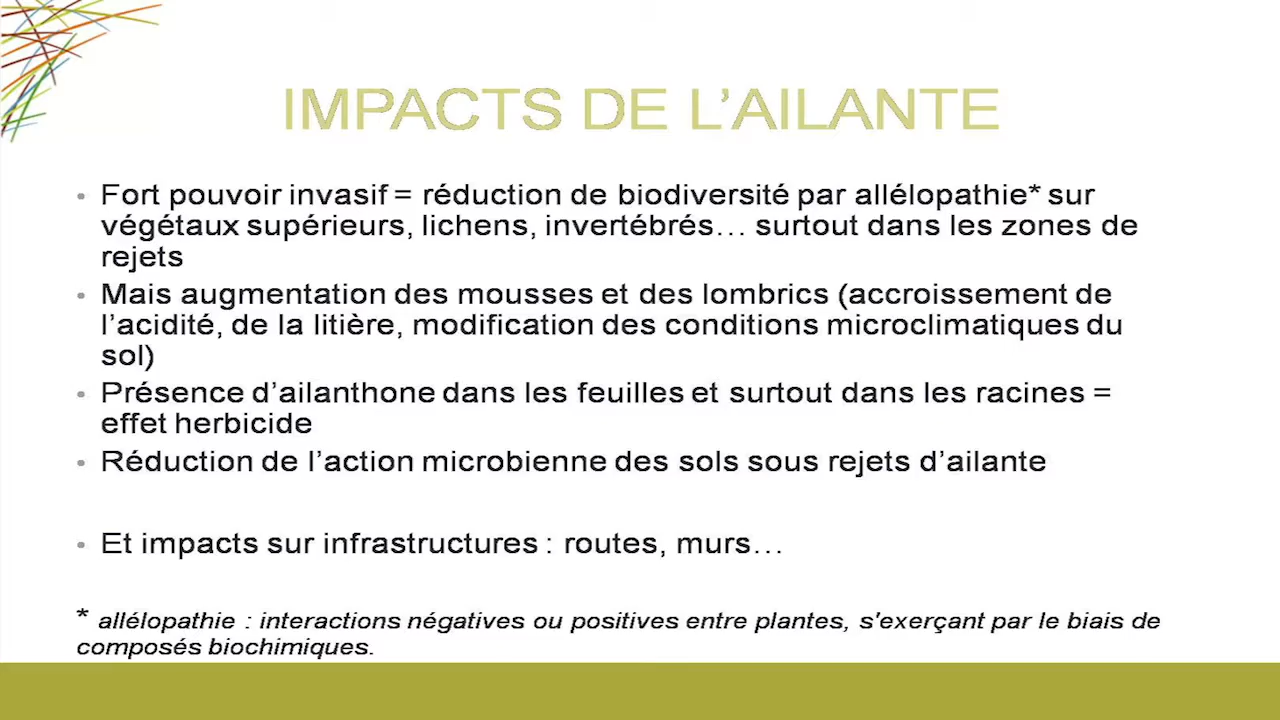 IMPACTS DE L’AILANTE
• Fort pouvoir invasif = réduction de biodiversité par allélopathie* sur
végétaux supérieurs, lichens, invertébrés… surtout dans les zones de
rejets
• Mais augmentation des mousses et des lombrics (accroissement de
l’acidité, de la litière, modification des conditions microclimatiques du
sol)
• Présence d’ailanthone dans les feuilles et surtout dans les racines =
effet herbicide
• Réduction de l’action microbienne des sols sous rejets d’ailante
• Et impacts sur infrastructures : routes, murs…
* allélopathie : interactions négatives ou positives entre plantes, s'exerçant par le biais de
composés biochimiques.